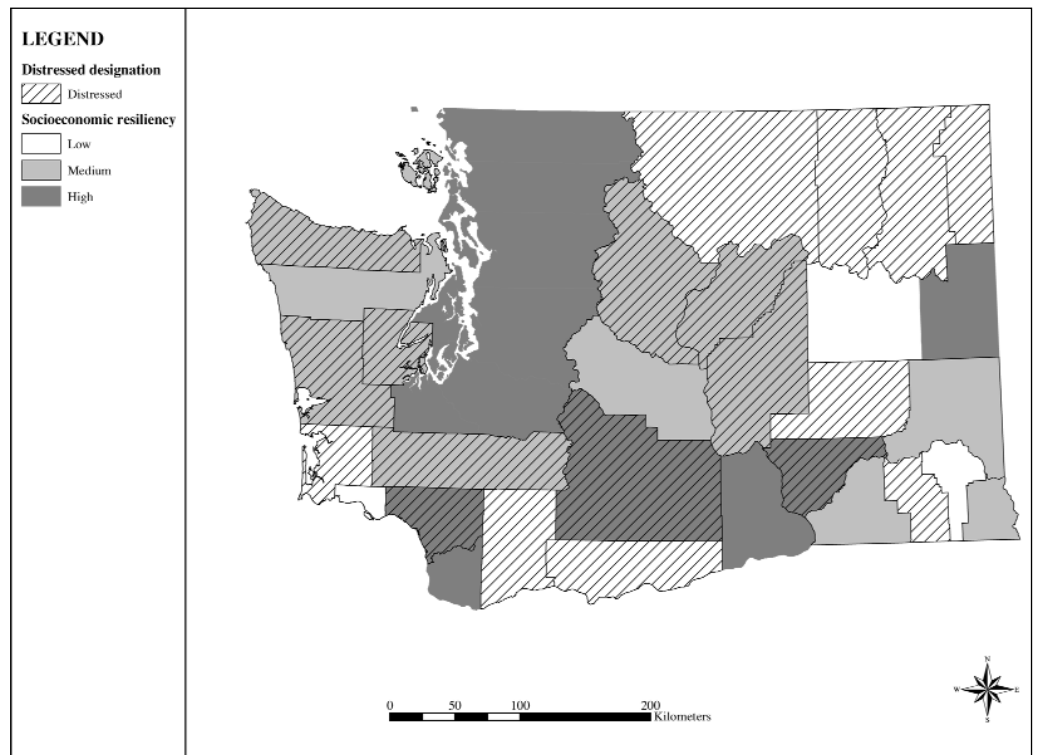 LEGEND
Distressed designation
Distressed
Socioeconomic resiliency
Low
Medium
High
N
W E
S
0 50 100 200
Kilometers